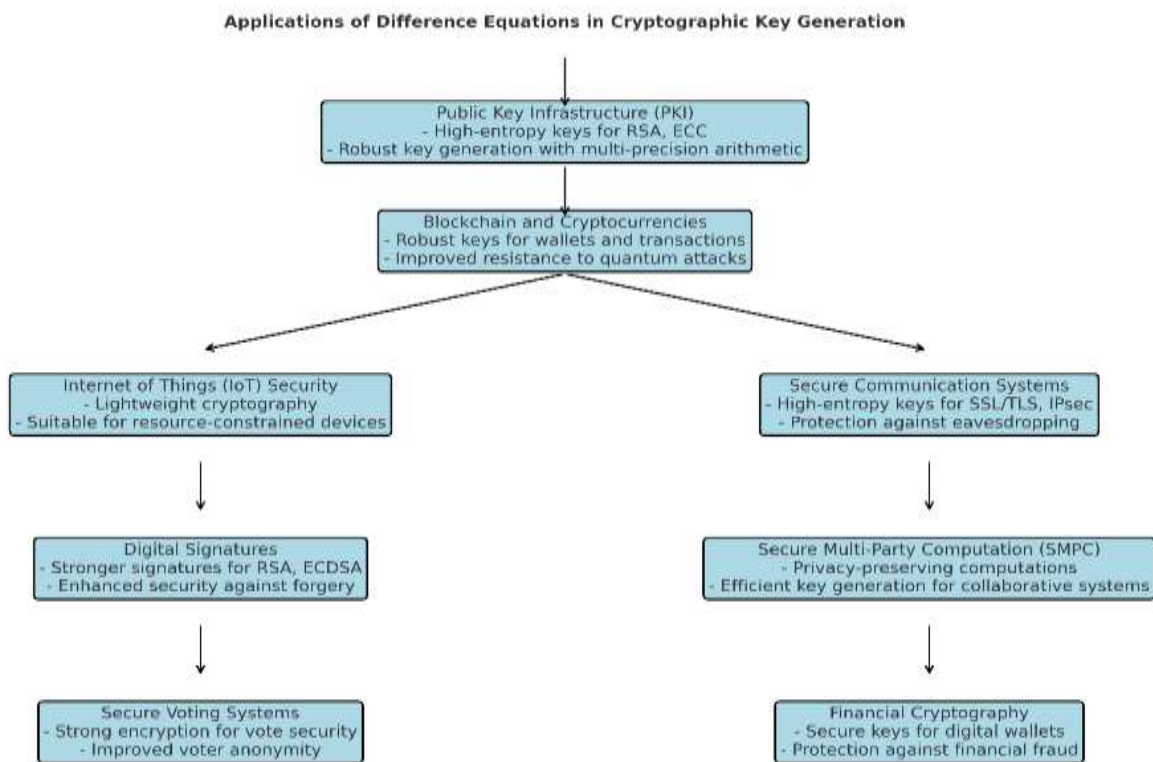 Applications of Difference Equations in Cryptographic Key Generation
Public Key Infrastructure (PKI)
- High-entropy keys for RSA, ECC
- Robust key generation with multi-precision arithmetic
Blockchain and Cryptocurrencies
- Robust keys for wallets and transactions
- Improved resistance to quantum attacks
Internet of Things (IoT) Security
- Lightweight cryptography
- Suitable for resource-constrained devices
Secure Communication Systems
- High-entropy keys for SSL/TLS, IPsec
- Protection against eavesdropping
Digital Signatures
- Stronger signatures for RSA, ECDSA
- Enhanced security against forgery
Secure Multi-Party Computation (SMPC)
- Privacy-preserving computations
- Efficient key generation for collaborative systems
Secure Voting Systems
- Strong encryption for vote security
- Improved voter anonymity
Financial Cryptography
- Secure keys for digital wallets
- Protection against financial fraud